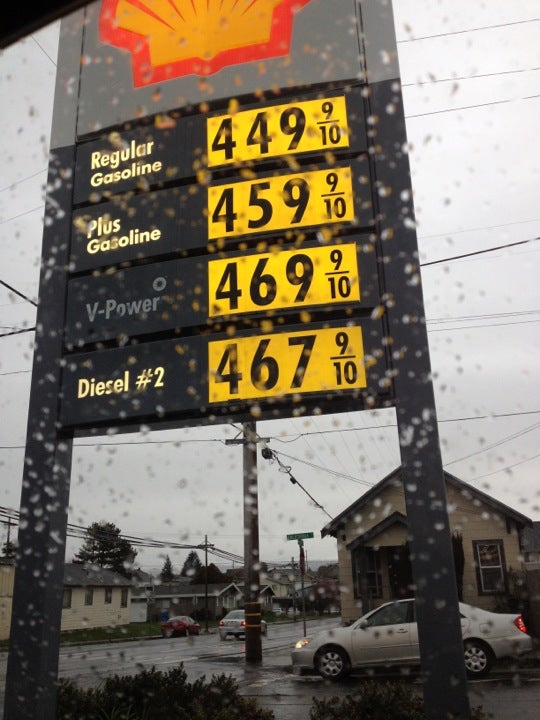 Regular
Gasoline
449 9/10
Plus
Gasoline
459 9/10
V-Power
469 9/10
Diesel #2
467 9/10